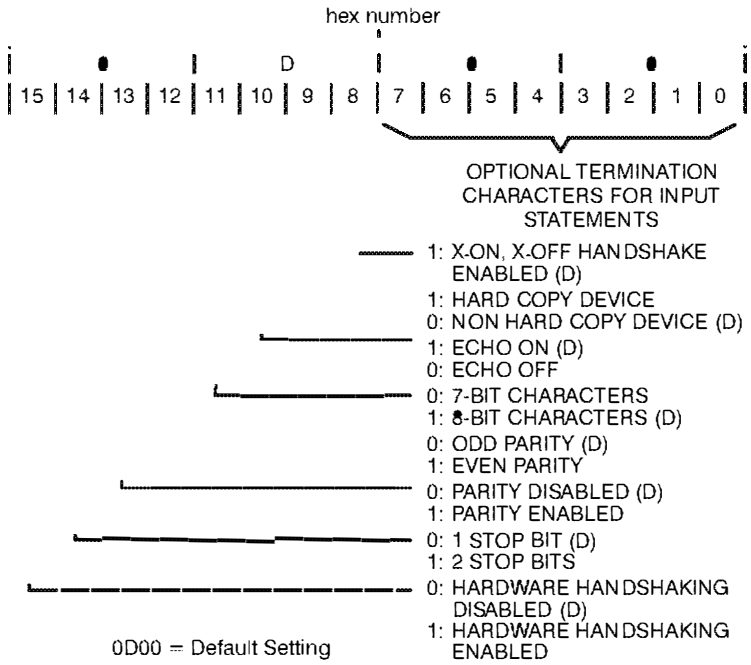 hex number
0 D 0 0
15 14 13 12 11 10 9 8 7 6 5 4 3 2 1 0
OPTIONAL TERMINATION
CHARACTERS FOR INPUT
STATEMENTS
1: X-ON, X-OFF HANDSHAKE
ENABLED (D)
1: HARD COPY DEVICE
0: NON HARD COPY DEVICE (D)
1: ECHO ON (D)
0: ECHO OFF
0: 7-BIT CHARACTERS
1: 8-BIT CHARACTERS (D)
0: ODD PARITY (D)
1: EVEN PARITY
0: PARITY DISABLED (D)
1: PARITY ENABLED
0: 1 STOP BIT (D)
1: 2 STOP BITS
0: HARDWARE HANDSHAKING
DISABLED (D)
1: HARDWARE HANDSHAKING
ENABLED
0D00 = Default Setting